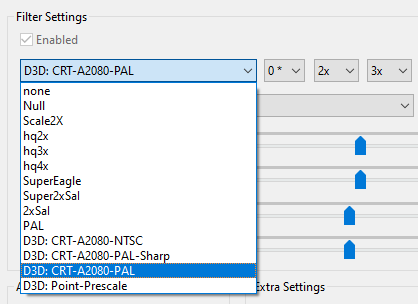 Filter Settings
Enabled
D3D: CRT-A2080-PAL 0 * 2x 3x
none
Null
Scale2X
hq2x
hq3x
hq4x
SuperEagle
Super2xSal
2xSal
PAL
D3D: CRT-A2080-NTSC
D3D: CRT-A2080-PAL-Sharp
D3D: CRT-A2080-PAL
D3D: Point-Prescale
Extra Settings